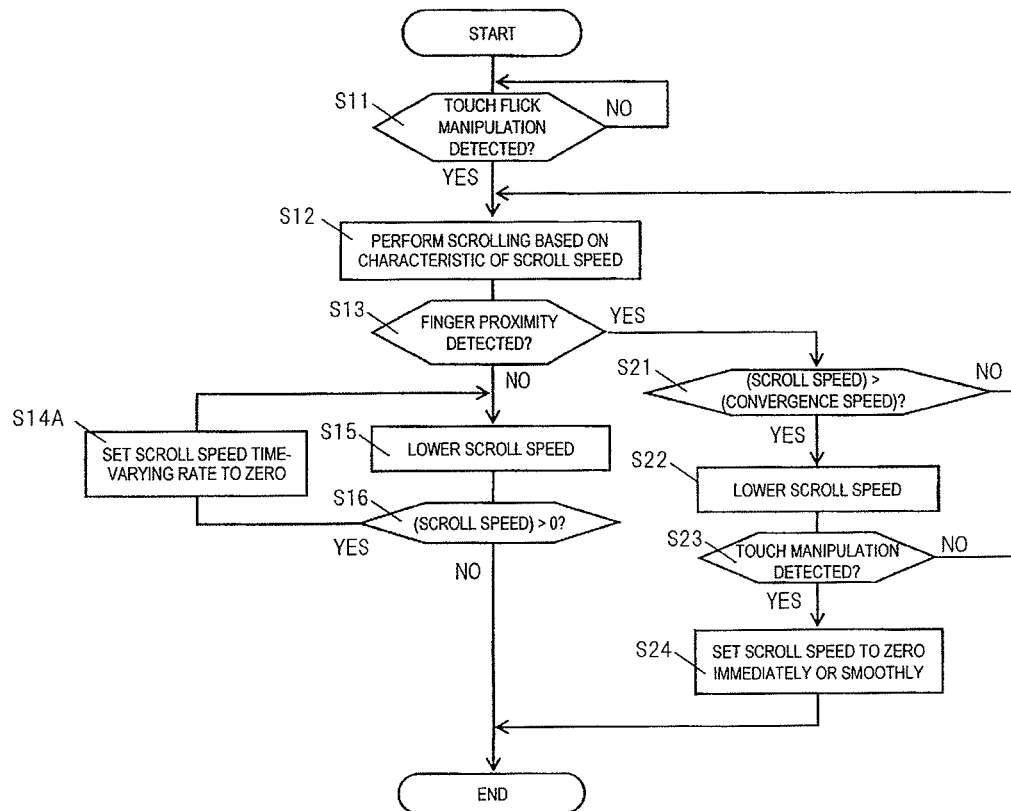 START
S11
TOUCH FLICK
MANIPULATION
DETECTED?
NO
YES
S12
PERFORM SCROLLING BASED ON
CHARACTERISTIC OF SCROLL SPEED
S13
FINGER PROXIMITY
DETECTED?
YES
NO
S21
(SCROLL SPEED) >
(CONVERGENCE SPEED)?
NO
YES
S14A
SET SCROLL SPEED TIME-
VARYING RATE TO ZERO
S15
LOWER SCROLL SPEED
S22
LOWER SCROLL SPEED
S16
(SCROLL SPEED) > 0?
YES
NO
S23
TOUCH MANIPULATION
DETECTED?
NO
YES
S24
SET SCROLL SPEED TO ZERO
IMMEDIATELY OR SMOOTHLY
END